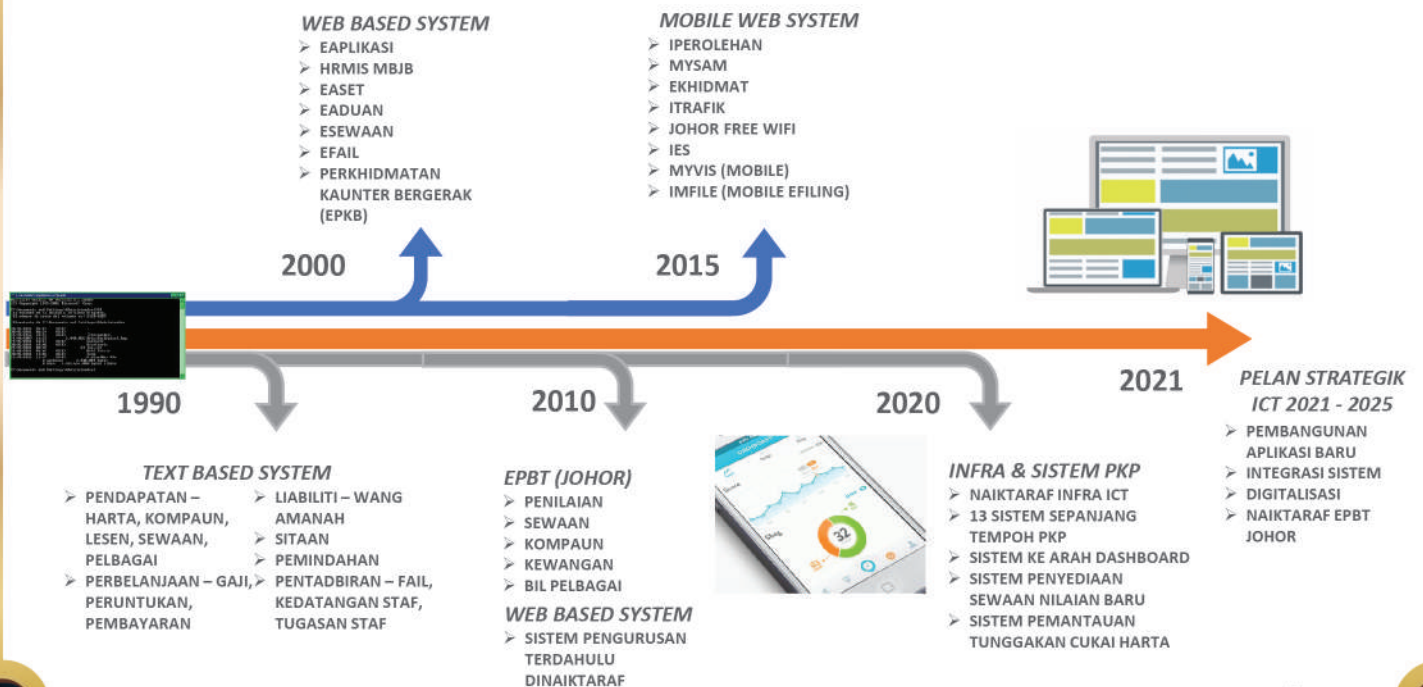 WEB BASED SYSTEM
➢ EAPLIKASI
➢ HRMIS MBJB
➢ EASET
➢ EADUAN
➢ ESEWAAN
➢ EFAIL
➢ PERKHIDMATAN
KAUNTER BERGERAK
(EPKB)
2000
MOBILE WEB SYSTEM
➢ IPEROLEHAN
➢ MYSAM
➢ EKHIDMAT
➢ ITRAFIK
➢ JOHOR FREE WIFI
➢ IES
➢ MYVIS (MOBILE)
➢ IMFILE (MOBILE EFILING)
2015
1990
TEXT BASED SYSTEM
➢ PENDAPATAN –
HARTA, KOMPAUN,
LESEN, SEWAAN,
PELBAGAI
➢ PERBELANJAAN – GAJI,
PERUNTUKAN,
PEMBAYARAN
➢ LIABILITI – WANG
AMANAH
➢ SITAAN
➢ PEMINDAHAN
➢ PENTADBIRAN – FAIL,
KEDATANGAN STAF,
TUGASAN STAF
2010
EPBT (JOHOR)
➢ PENILAIAN
➢ SEWAAN
➢ KOMPAUN
➢ KEWANGAN
➢ BIL PELBAGAI
WEB BASED SYSTEM
➢ SISTEM PENGURUSAN
TERDAHULU
DINAIKTARAF
32
2020
INFRA & SISTEM PKP
➢ NAIKTARAF INFRA ICT
➢ 13 SISTEM SEPANJANG
TEMPOH PKP
➢ SISTEM KE ARAH DASHBOARD
➢ SISTEM PENYEDIAAN
SEWAAN NILAIAN BARU
➢ SISTEM PEMANTAUAN
TUNGGAKAN CUKAI HARTA
2021
PELAN STRATEGIK
ICT 2021 - 2025
➢ PEMBANGUNAN
APLIKASI BARU
➢ INTEGRASI SISTEM
➢ DIGITALISASI
➢ NAIKTARAF EPBT
JOHOR